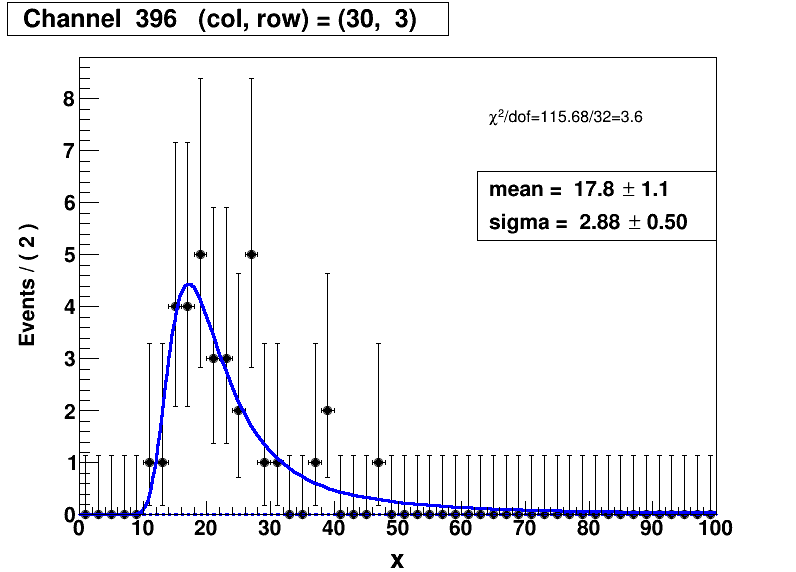 Channel 396 (col, row) = (30, 3)
χ²/dof=115.68/32=3.6
mean = 17.8 ± 1.1
sigma = 2.88 ± 0.50
Events / ( 2 )
8
7
6
5
4
3
2
1
0
0 10 20 30 40 50 60 70 80 90 100
x